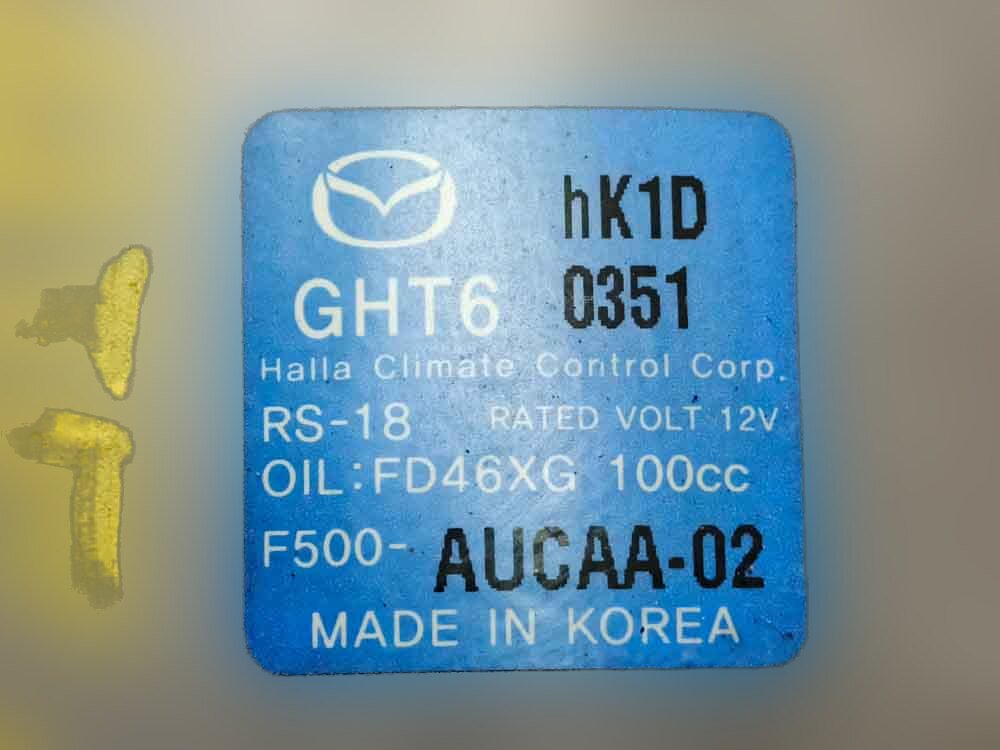 hK1D
GHT6 0351
Halla Climate Control Corp.
RS-18 RATED VOLT 12V
OIL:FD46XG 100cc
F500-AUCAA-02
MADE IN KOREA